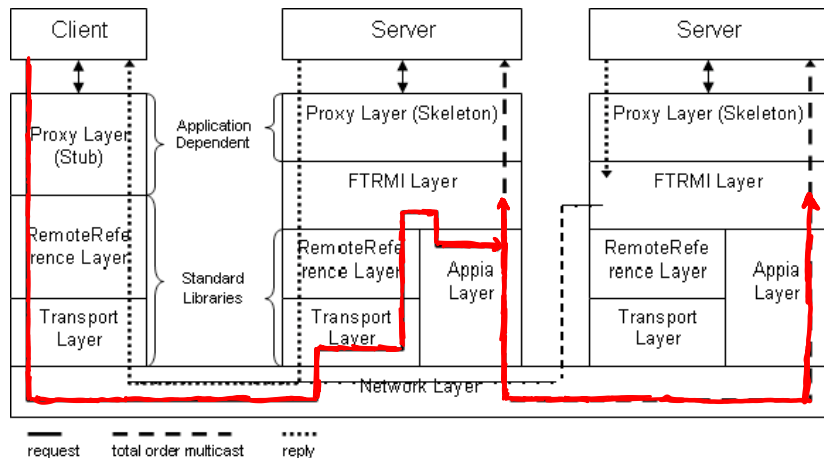 Client
Server
Server
Proxy Layer
(Stub)
Application
Dependent
Proxy Layer (Skeleton)
Proxy Layer (Skeleton)
FTRMI Layer
FTRMI Layer
RemoteRefe
rence Layer
Standard
Libraries
RemoteRefe
rence Layer
Appia
Layer
RemoteRefe
rence Layer
Appia
Layer
Transport
Layer
Transport
Layer
Transport
Layer
Network Layer
request
total order multicast
reply